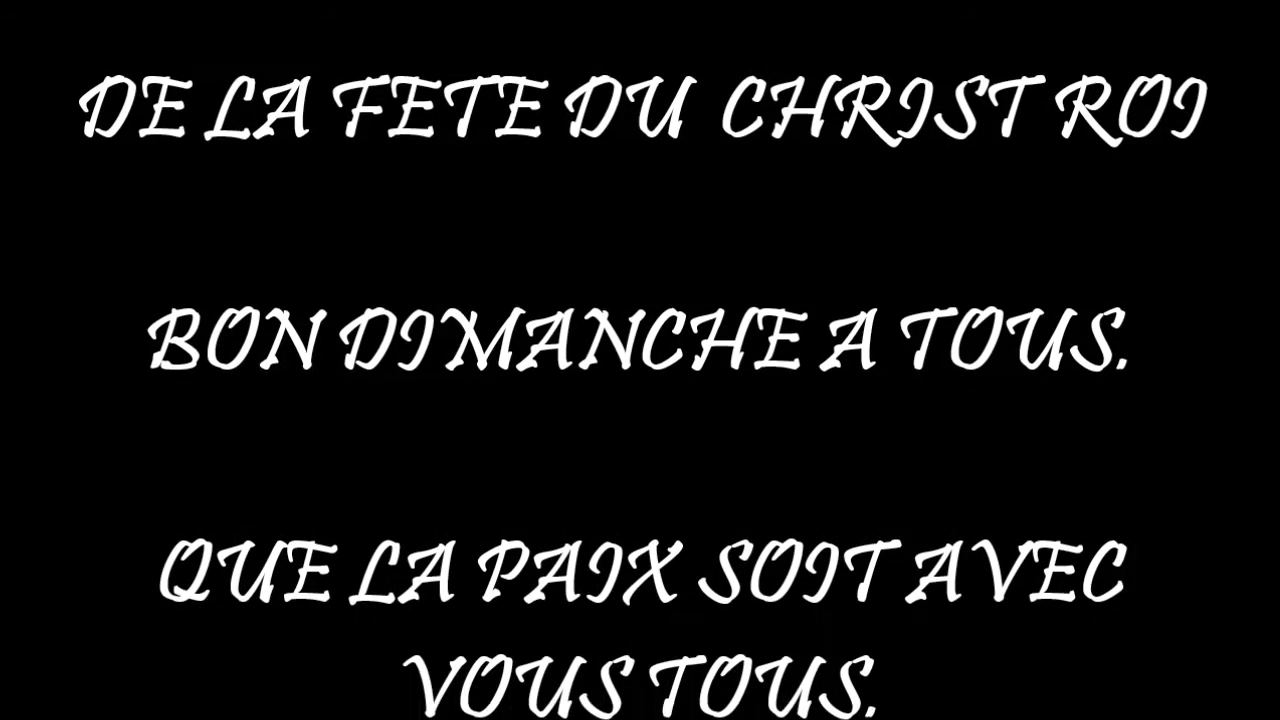 DE LA FETE DU CHRIST ROI
BON DIMANCHE A TOUS.
QUE LA PAIX SOIT AVEC
VOUS TOUS.